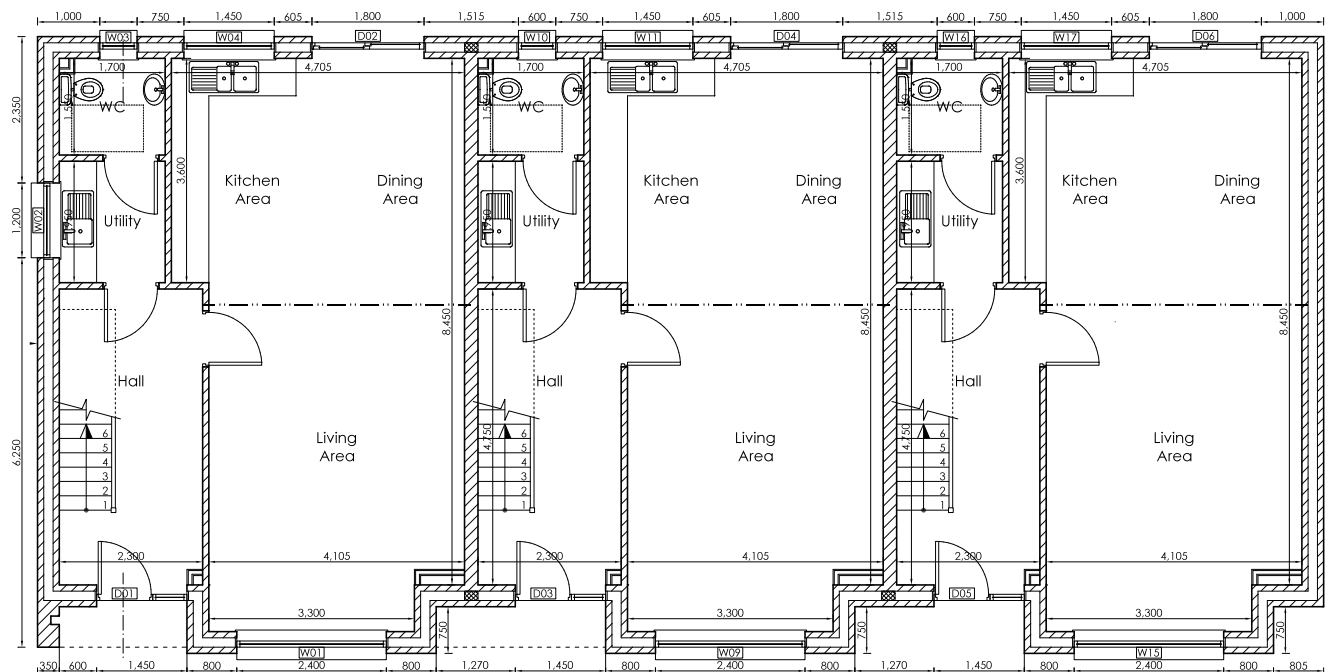 1,000 750 1,450 605 1,800 1,515 600 750 1,450 605 1,800 1,515 600 750 1,450 605 1,800 1,000
W03 W04 D02 W10 W11 D04 W16 W17 D06
1,700 4,705 1,700 4,705 1,700 4,705
2,350
1,550 WC 1,550 WC 1,550 WC
3,600 3,600
Kitchen Area
Dining Area
Kitchen Area
Dining Area
Kitchen Area
Dining Area
1,200
W02
Utility Utility Utility
8,450 8,450 8,450
Hall Hall Hall
6,250
4,750 4,750
Living Area
Living Area
Living Area
6 6 6
5 5 5
4 4 4
3 3 3
2 2 2
1 1 1
2,300 4,105 2,300 4,105 2,300 4,105
D01 D03 D05
3,300 3,300 3,300
750 750 750
W01 W09 W15
350 600 1,450 800 2,400 800 1,270 1,450 800 2,400 800 1,270 1,450 800 2,400 800 805